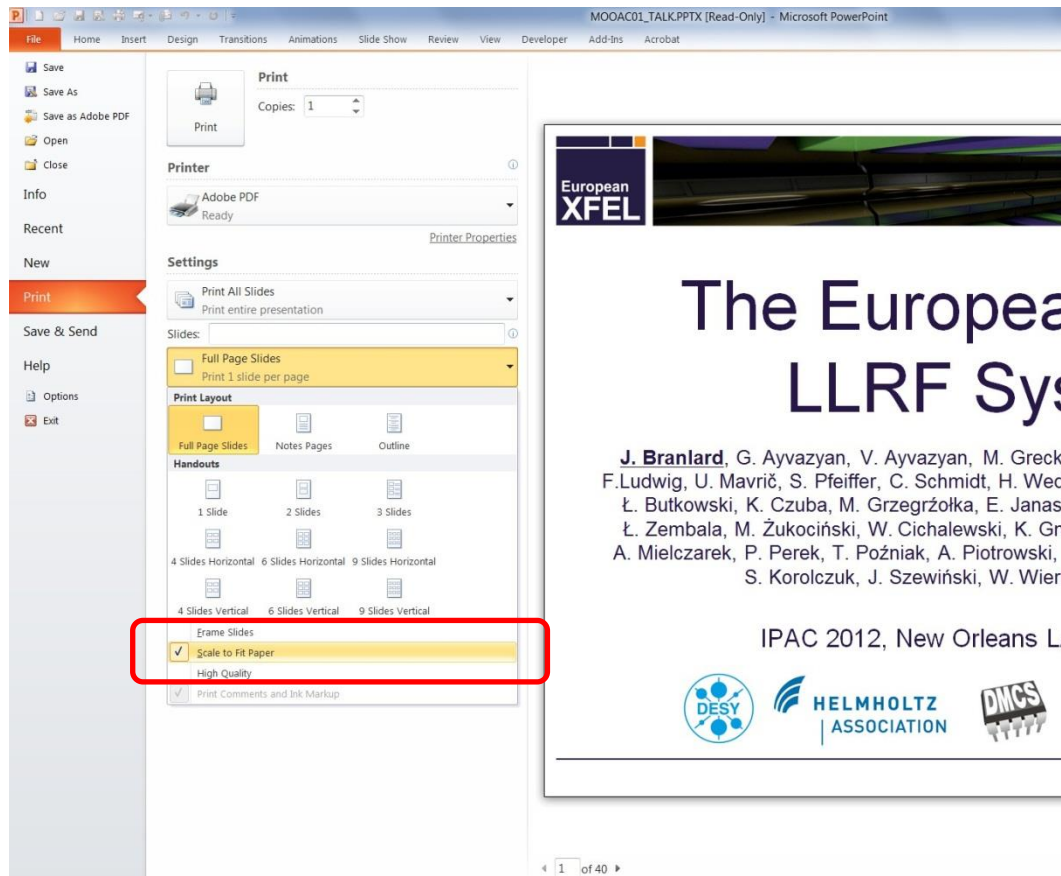 MOOAC01_TALK.PPTX [Read-Only] - Microsoft PowerPoint
File Home Insert Design Transitions Animations Slide Show Review View Developer Add-Ins Acrobat
Save
Save As
Save as Adobe PDF
Open
Close
Info
Recent
New
Print
Save & Send
Help
Options
Exit
Print
Print
Copies: 1
Printer
Adobe PDF
Ready
Printer Properties
Settings
Print All Slides
Print entire presentation
Slides:
Full Page Slides
Print 1 slide per page
Print Layout
Full Page Slides Notes Pages Outline
Handouts
1 Slide 2 Slides 3 Slides
4 Slides Horizontal 6 Slides Horizontal 9 Slides Horizontal
4 Slides Vertical 6 Slides Vertical 9 Slides Vertical
Frame Slides
Scale to Fit Paper
High Quality
Print Comments and Ink Markup
European
XFEL
The Europea
LLRF Sys
J. Branlard, G. Ayvazyan, V. Ayvazyan, M. Greck
F.Ludwig, U. Mavrič, S. Pfeiffer, C. Schmidt, H. Wed
Ł. Butkowski, K. Czuba, M. Grzegrźołka, E. Janas
Ł. Zembala, M. Żukociński, W. Cichalewski, K. Gn
A. Mielczarek, P. Perek, T. Poźniak, A. Piotrowski,
S. Korolczuk, J. Szewiński, W. Wier
IPAC 2012, New Orleans L
DESY
HELMHOLTZ
ASSOCIATION
DMCS
1 of 40